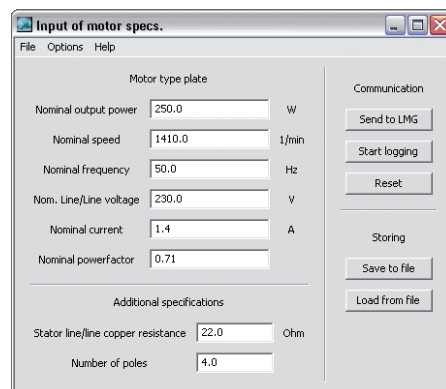 Input of motor specs.
File Options Help
Motor type plate
Nominal output power 250.0 W
Nominal speed 1410.0 1/min
Nominal frequency 50.0 Hz
Nom. Line/Line voltage 230.0 V
Nominal current 1.4 A
Nominal powerfactor 0.71
Additional specifications
Stator line/line copper resistance 22.0 Ohm
Number of poles 4.0
Communication
Send to LMG
Start logging
Reset
Storing
Save to file
Load from file